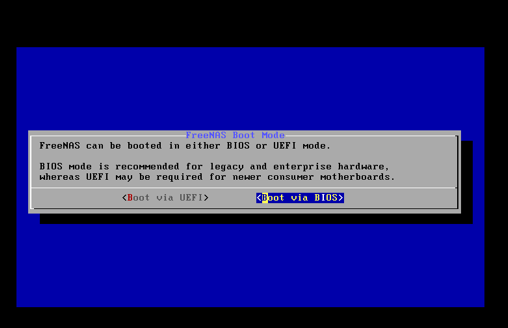 FreeNAS Boot Mode
FreeNAS can be booted in either BIOS or UEFI mode.
BIOS mode is recommended for legacy and enterprise hardware,
whereas UEFI may be required for newer consumer motherboards.
<Boot via UEFI> <Boot via BIOS>